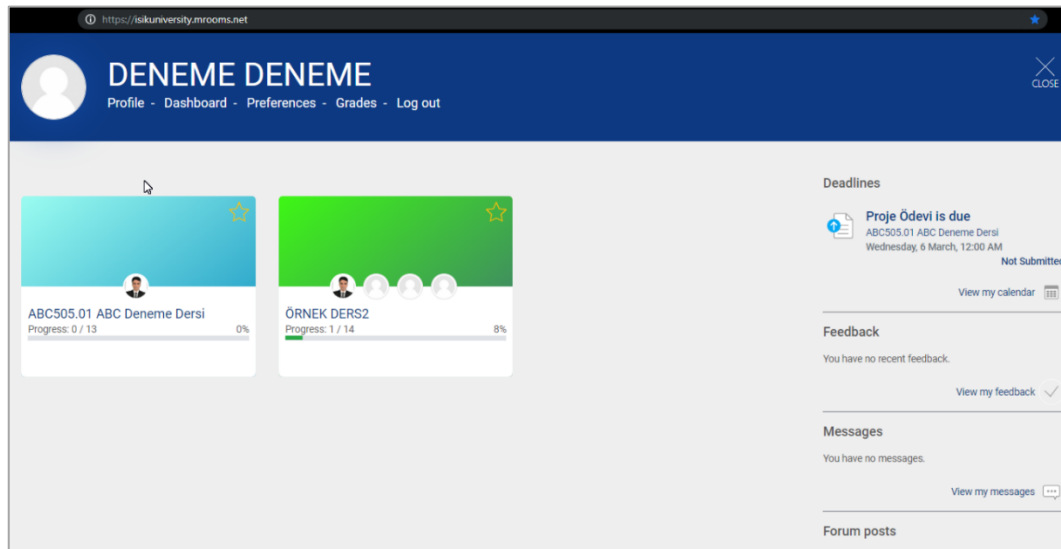 https://isikuniversity.mrooms.net
DENEME DENEME
Profile - Dashboard - Preferences - Grades - Log out
CLOSE
ABC505.01 ABC Deneme Dersi
Progress: 0 / 13 0%
ÖRNEK DERS2
Progress: 1 / 14 8%
Deadlines
Proje Ödevi is due
ABC505.01 ABC Deneme Dersi
Wednesday, 6 March, 12:00 AM
Not Submitted
View my calendar
Feedback
You have no recent feedback.
View my feedback
Messages
You have no messages.
View my messages
Forum posts